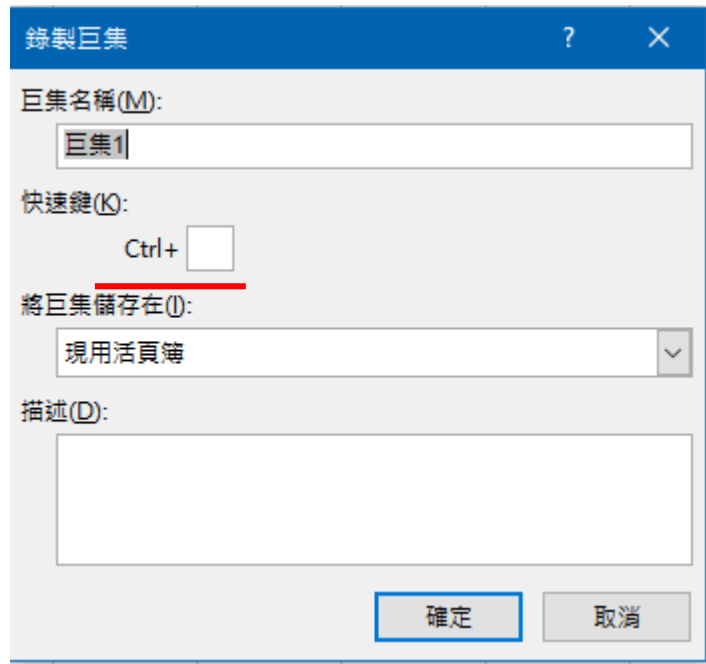 錄製巨集
巨集名稱(M):
巨集1
快速鍵(K):
Ctrl+
將巨集儲存在(I):
現用活頁簿
描述(D):
確定 取消